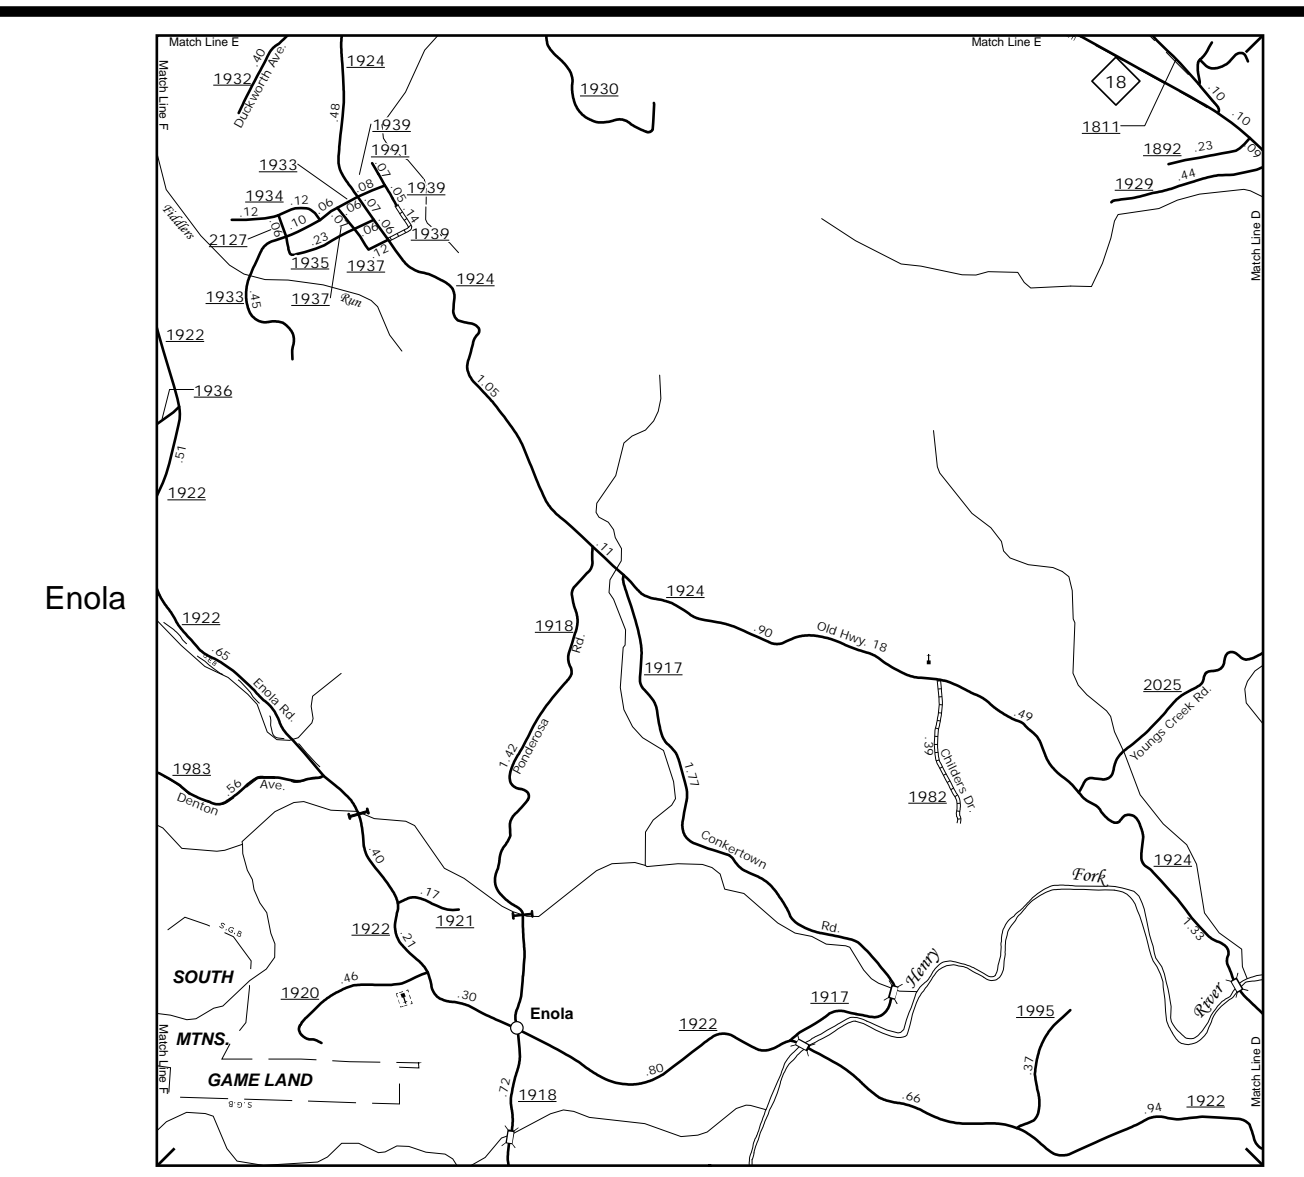 Match Line E
Match Line E
Match Line F
.40
1932
Duckworth Ave.
1924
.48
1930
18
.10
1811
.10
.09
1892
.23
1929
.44
1939
1991
1933
.07
.08
.05
1939
1934
.12
.12
.06
.06
.07
.14
Fiddlers
.06
.10
.06
.06
2127
.23
.12
1939
1935
1937
1924
1933
.45
1937
Run
Match Line D
1922
1936
1.05
.51
1922
.11
Enola
1922
1924
1918
Rd.
.90
Old Hwy. 18
.65
S.G.B
Enola Rd.
1917
2025
Youngs Creek Rd.
.49
1.42
Ponderosa
.39
Childers Dr.
1982
1.77
1983
.56
Ave.
Denton
.40
Conkertown
1924
Fork
.17
1921
1922
.21
Rd.
1.33
S.G.B
SOUTH
.46
1920
.30
Henry
1917
River
Enola
1922
1995
MTNS.
Match Line F
GAME LAND
S.G.B
.72
1918
.80
.66
.37
.94
1922
Match Line D